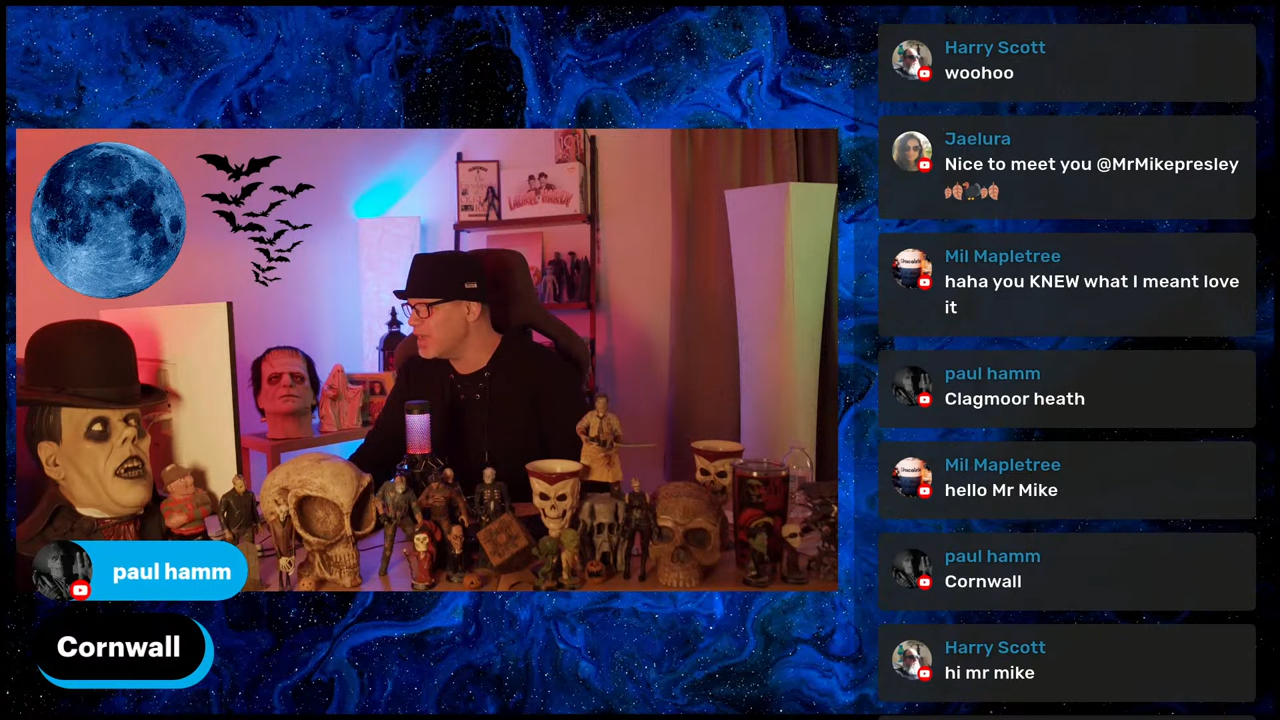 LAUREL & HARDY
paul hamm
Cornwall
Harry Scott
woohoo
Jaelura
Nice to meet you @MrMikepresley
Mil Mapletree
haha you KNEW what I meant love
it
paul hamm
Clagmoor heath
Mil Mapletree
hello Mr Mike
paul hamm
Cornwall
Harry Scott
hi mr mike